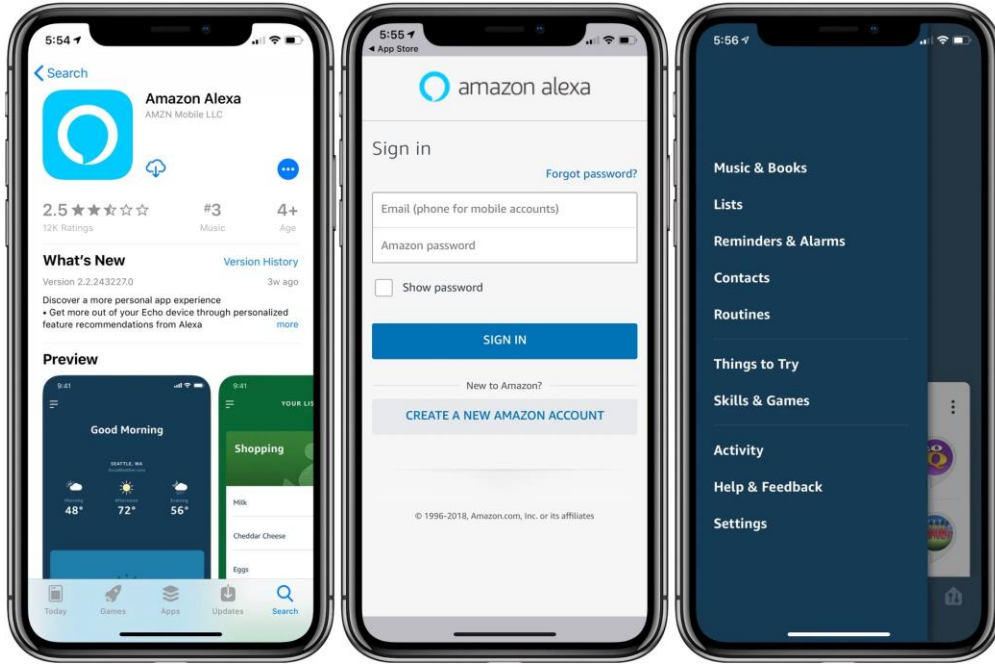 5:54
Search
Amazon Alexa
AMZN Mobile LLC
2.5
#3
4+
12K Ratings
Music
Age
What's New
Version History
Version 2.2.243227.0
3w ago
Discover a more personal app experience
• Get more out of your Echo device through personalized
feature recommendations from Alexa
more
Preview
9:41
Good Morning
SEATTLE, WA
Morning
Afternoon
Evening
48°
72°
56°
9:41
YOUR LIS
Shopping
Milk
Cheddar Cheese
Eggs
Today
Games
Apps
Updates
Search
5:55
App Store
amazon alexa
Sign in
Forgot password?
Email (phone for mobile accounts)
Amazon password
Show password
SIGN IN
New to Amazon?
CREATE A NEW AMAZON ACCOUNT
© 1996-2018, Amazon.com, Inc. or its affiliates
5:56
Music & Books
Lists
Reminders & Alarms
Contacts
Routines
Things to Try
Skills & Games
Activity
Help & Feedback
Settings